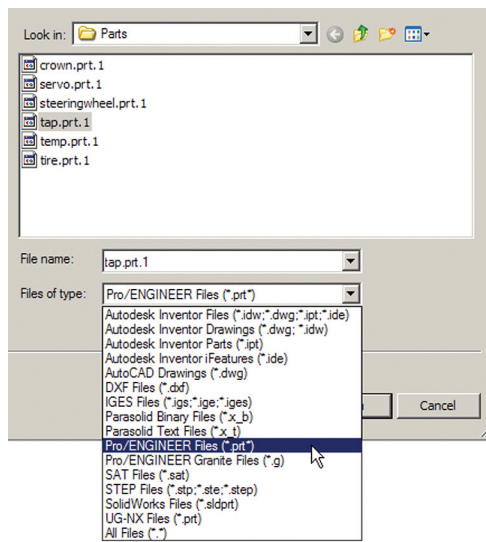 Look in: Parts
crown.prt.1
servo.prt.1
steeringwheel.prt.1
tap.prt.1
temp.prt.1
tire.prt.1
File name: tap.prt.1
Files of type: Pro/ENGINEER Files (*.prt*)
Autodesk Inventor Files (*.idw;*.dwg;*.ipt;*.ide)
Autodesk Inventor Drawings (*.dwg; *.idw)
Autodesk Inventor Parts (*.ipt)
Autodesk Inventor iFeatures (*.ide)
AutoCAD Drawings (*.dwg)
DXF Files (*.dxf)
IGES Files (*.igs;*.ige;*.iges)
Parasolid Binary Files (*.x_b)
Parasolid Text Files (*.x_t)
Pro/ENGINEER Files (*.prt*)
Pro/ENGINEER Granite Files (*.g)
SAT Files (*.sat)
STEP Files (*.stp;*.ste;*.step)
SolidWorks Files (*.sldprt)
UG-NX Files (*.prt)
All Files (*.*)
Cancel